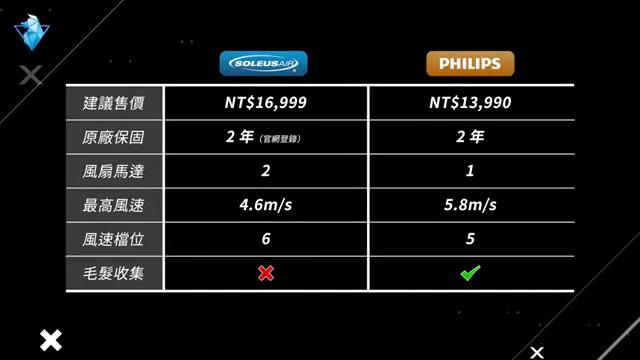 SOLEUSAIR PHILIPS
建議售價 NT$16,999 NT$13,990
原廠保固 2 年（官網登錄） 2 年
風扇馬達 2 1
最高風速 4.6m/s 5.8m/s
風速檔位 6 5
毛髮收集